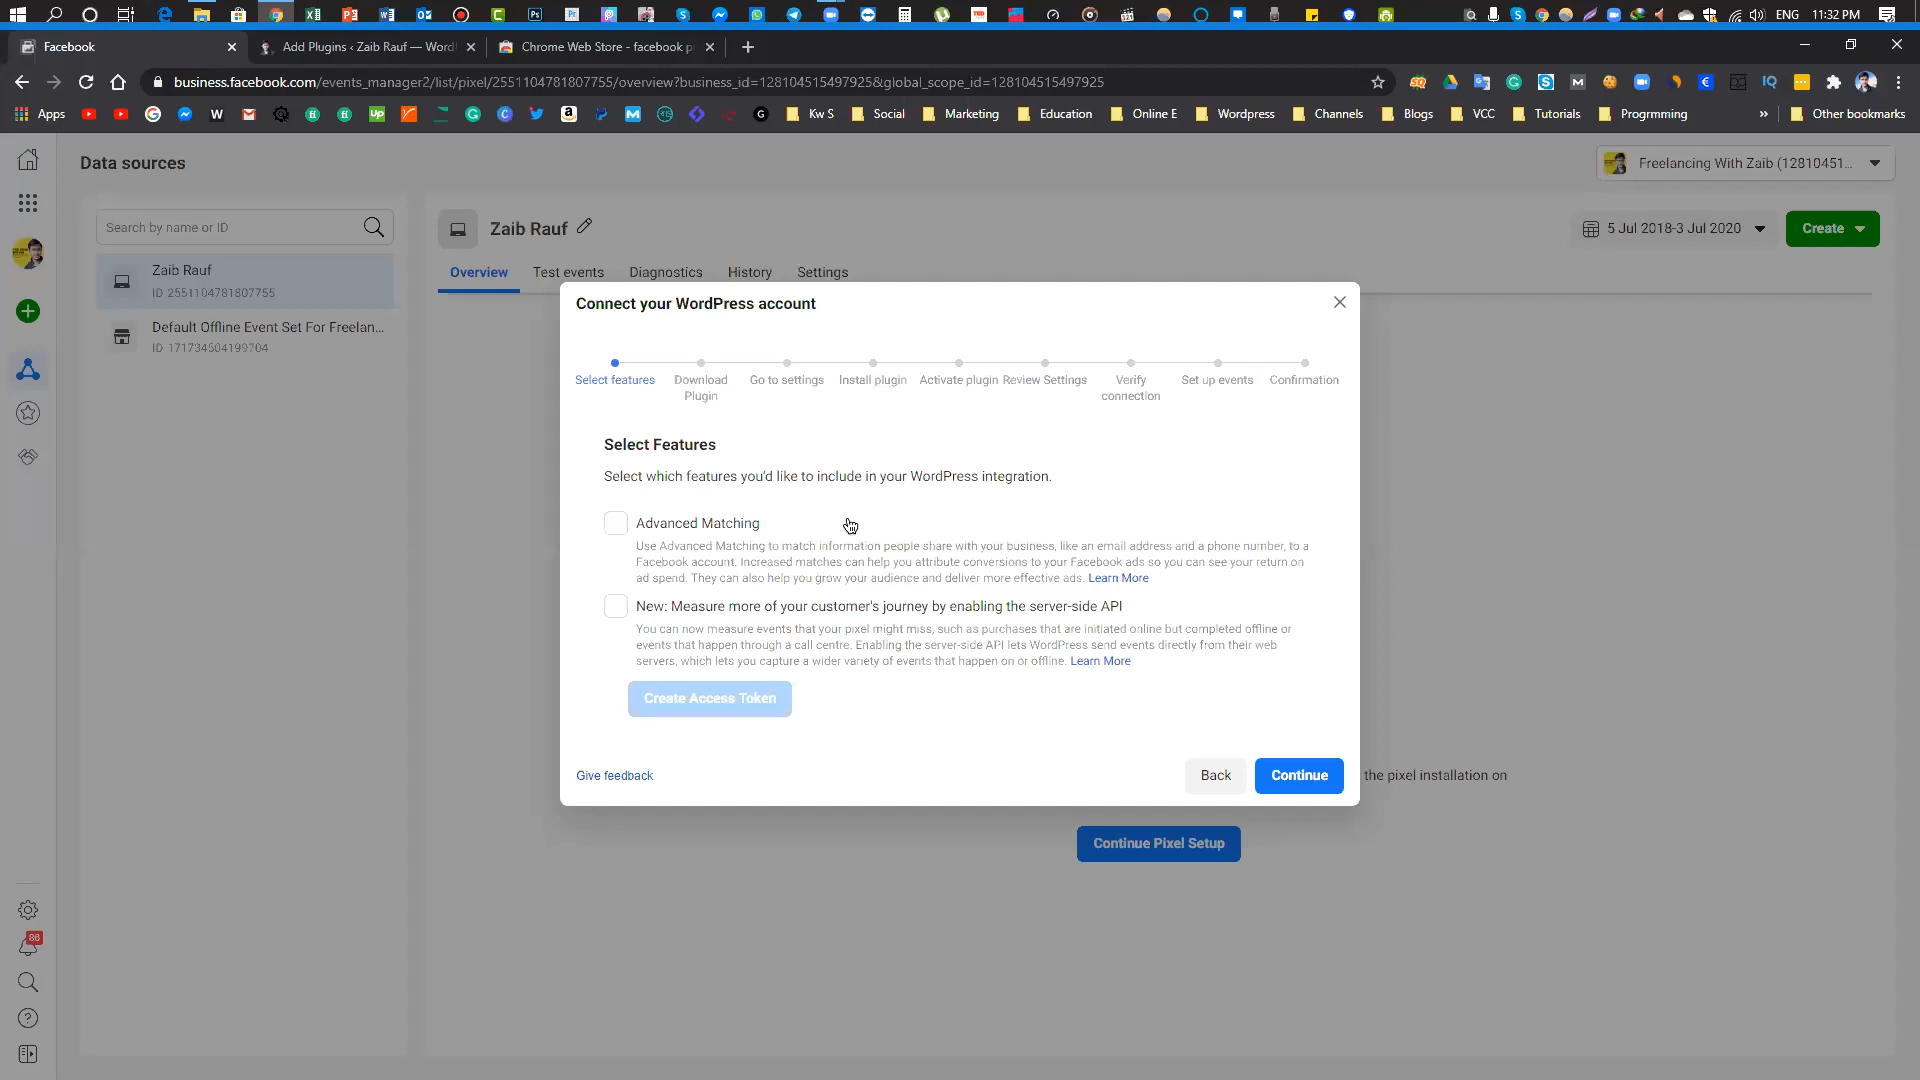 ENG
11:32 PM
Facebook
Add Plugins ‹ Zaib Rauf — Word
Chrome Web Store - facebook p
business.facebook.com/events_manager2/list/pixel/2551104781807755/overview?business_id=128104515497925&global_scope_id=128104515497925
Apps
Kw S
Social
Marketing
Education
Online E
Wordpress
Channels
Blogs
VCC
Tutorials
Progrmming
»
Other bookmarks
Data sources
Freelancing With Zaib (12810451...
Search by name or ID
Zaib Rauf
ID 2551104781807755
Default Offline Event Set For Freelan...
ID 171734504199704
Zaib Rauf
5 Jul 2018-3 Jul 2020
Create
Overview
Test events
Diagnostics
History
Settings
Connect your WordPress account
Select features
Download Plugin
Go to settings
Install plugin
Activate plugin
Review Settings
Verify connection
Set up events
Confirmation
Select Features
Select which features you'd like to include in your WordPress integration.
Advanced Matching
Use Advanced Matching to match information people share with your business, like an email address and a phone number, to a
Facebook account. Increased matches can help you attribute conversions to your Facebook ads so you can see your return on
ad spend. They can also help you grow your audience and deliver more effective ads. Learn More
New: Measure more of your customer's journey by enabling the server-side API
You can now measure events that your pixel might miss, such as purchases that are initiated online but completed offline or
events that happen through a call centre. Enabling the server-side API lets WordPress send events directly from their web
servers, which lets you capture a wider variety of events that happen on or offline. Learn More
Create Access Token
Give feedback
Back
Continue
the pixel installation on
Continue Pixel Setup
86